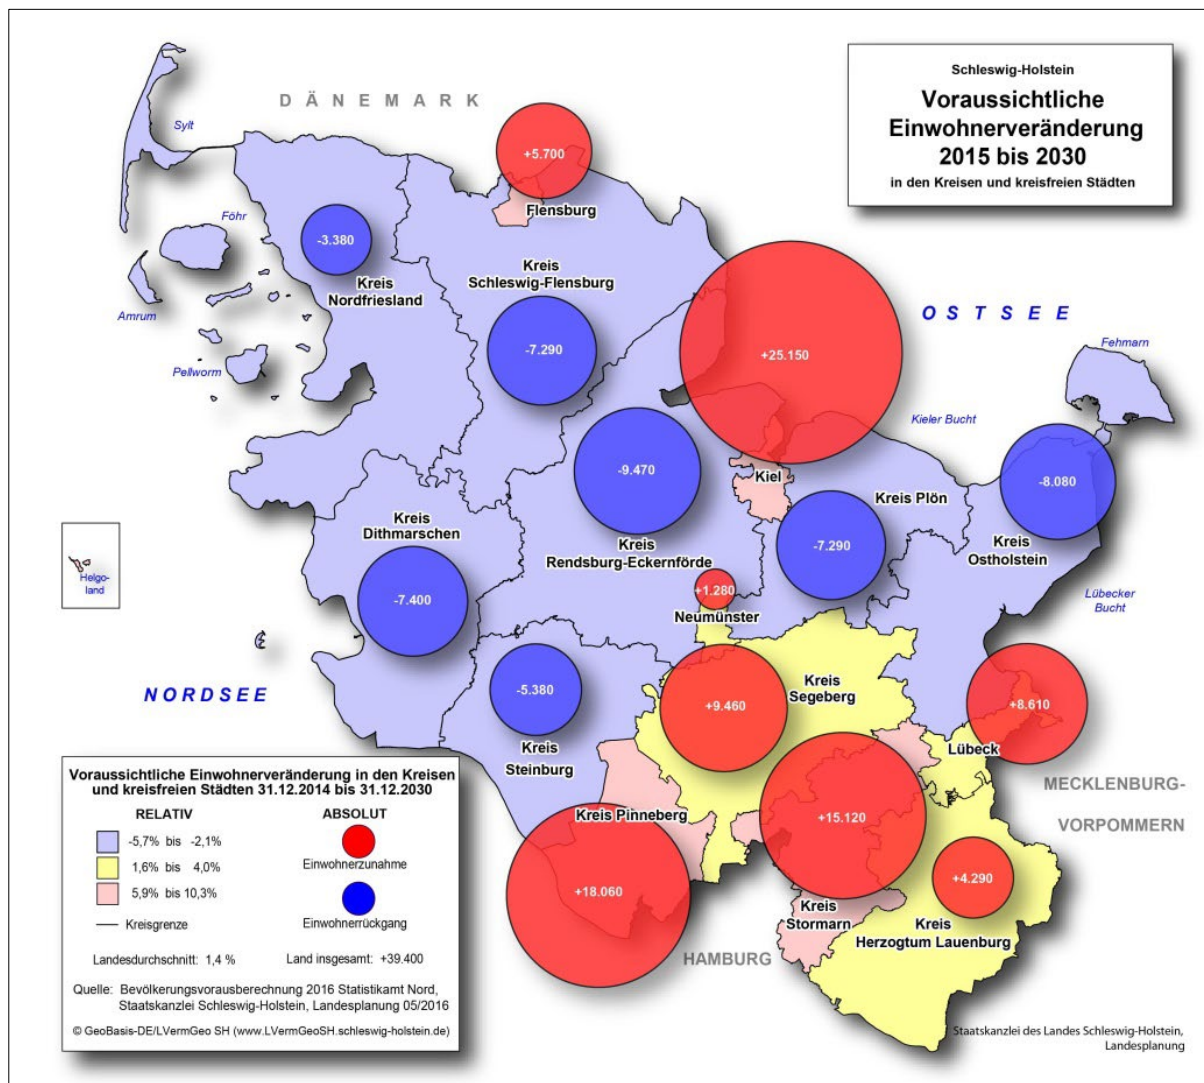 Schleswig-Holstein
Voraussichtliche
Einwohnerveränderung
2015 bis 2030
in den Kreisen und kreisfreien Städten
DÄNEMARK
Sylt
+5.700
Flensburg
Föhr
-3.380
Kreis
Nordfriesland
Kreis
Schleswig-Flensburg
Amrum
-7.290
+25.150
OSTSEE
Fehmarn
Pellworm
Kieler Bucht
-9.470
Kiel
-8.080
Kreis Plön
Kreis
Dithmarschen
Kreis
Rendsburg-Eckernförde
-7.290
Kreis
Ostholstein
Helgo-
land
-7.400
+1.280
Neumünster
Lübecker
Bucht
NORDSEE
-5.380
Kreis
Segeberg
+9.460
+8.610
Kreis
Steinburg
Lübeck
MECKLENBURG-
VORPOMMERN
Kreis Pinneberg
+15.120
+18.060
+4.290
Kreis
Stormarn
Kreis
Herzogtum Lauenburg
HAMBURG
Voraussichtliche Einwohnerveränderung in den Kreisen
und kreisfreien Städten 31.12.2014 bis 31.12.2030
RELATIV ABSOLUT
-5,7% bis -2,1%
1,6% bis 4,0%
5,9% bis 10,3%
Kreisgrenze
Einwohnerzunahme
Einwohnerrückgang
Landesdurchschnitt: 1,4 % Land insgesamt: +39.400
Quelle: Bevölkerungsvorausberechnung 2016 Statistikamt Nord,
Staatskanzlei Schleswig-Holstein, Landesplanung 05/2016
© GeoBasis-DE/LVermGeo SH (www.LVermGeoSH.schleswig-holstein.de)
Staatskanzlei des Landes Schleswig-Holstein,
Landesplanung